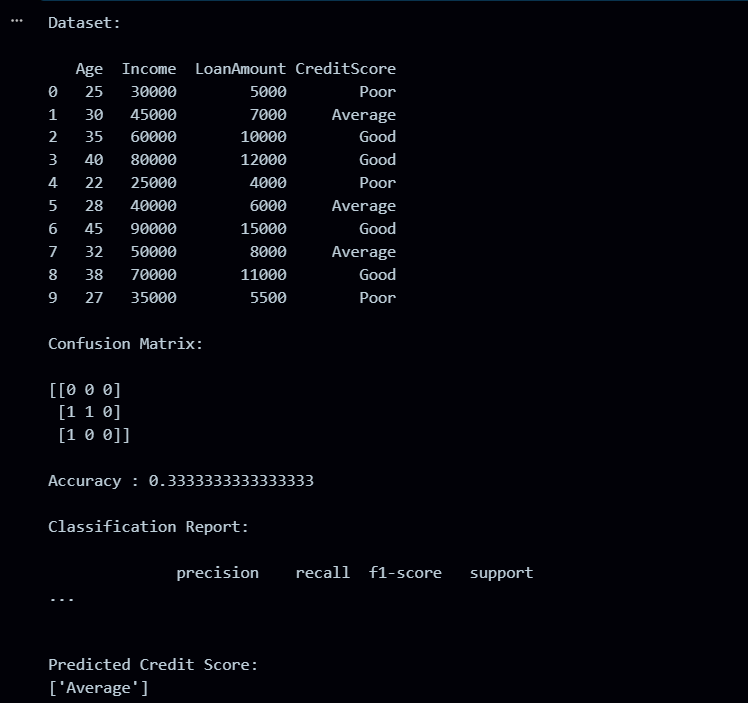 ...
Dataset:
Age Income LoanAmount CreditScore
0 25 30000 5000 Poor
1 30 45000 7000 Average
2 35 60000 10000 Good
3 40 80000 12000 Good
4 22 25000 4000 Poor
5 28 40000 6000 Average
6 45 90000 15000 Good
7 32 50000 8000 Average
8 38 70000 11000 Good
9 27 35000 5500 Poor
Confusion Matrix:
[[0 0 0]
[1 1 0]
[1 0 0]]
Accuracy : 0.3333333333333333
Classification Report:
precision recall f1-score support
...
Predicted Credit Score:
['Average']